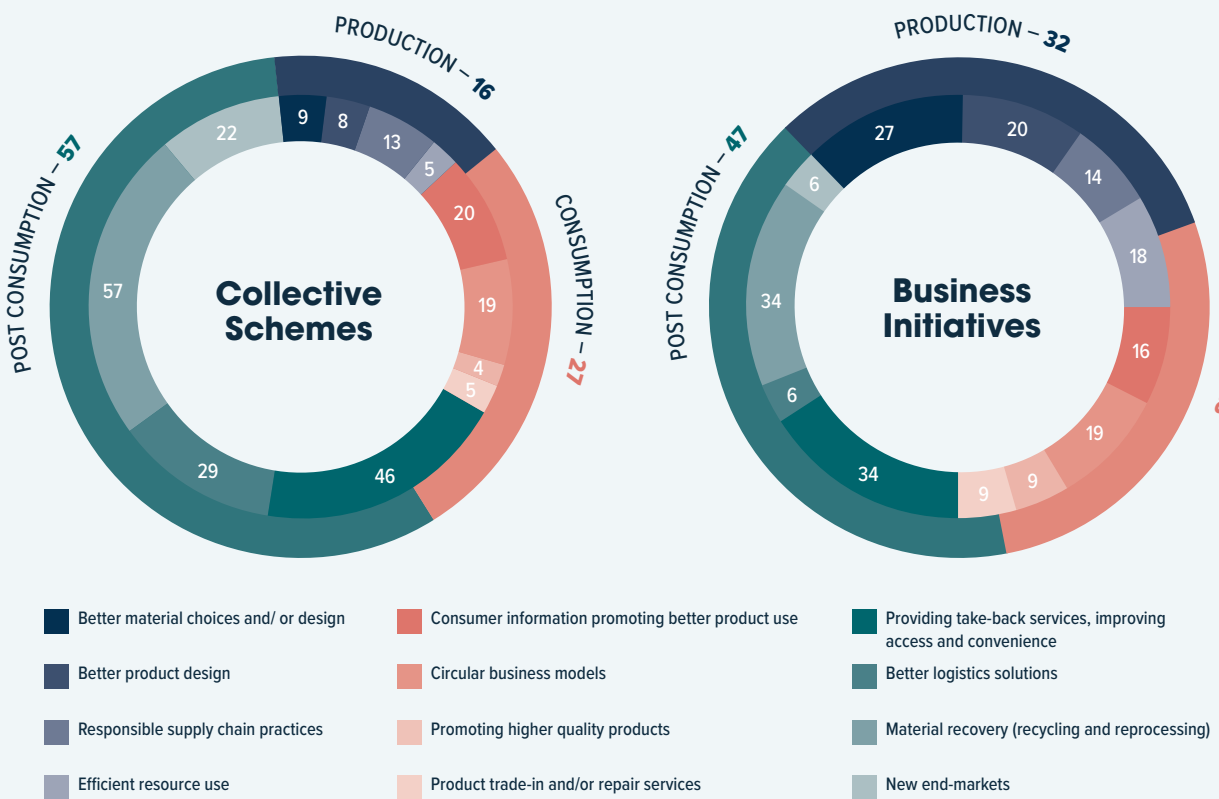 PRODUCTION – 16
CONSUMPTION – 27
POST CONSUMPTION – 57
9
8
13
5
20
19
4
5
46
29
57
22
Collective
Schemes
PRODUCTION – 32
POST CONSUMPTION – 47
27
20
14
18
16
19
9
9
34
6
34
6
Business
Initiatives
Better material choices and/ or design
Better product design
Responsible supply chain practices
Efficient resource use
Consumer information promoting better product use
Circular business models
Promoting higher quality products
Product trade-in and/or repair services
Providing take-back services, improving
access and convenience
Better logistics solutions
Material recovery (recycling and reprocessing)
New end-markets